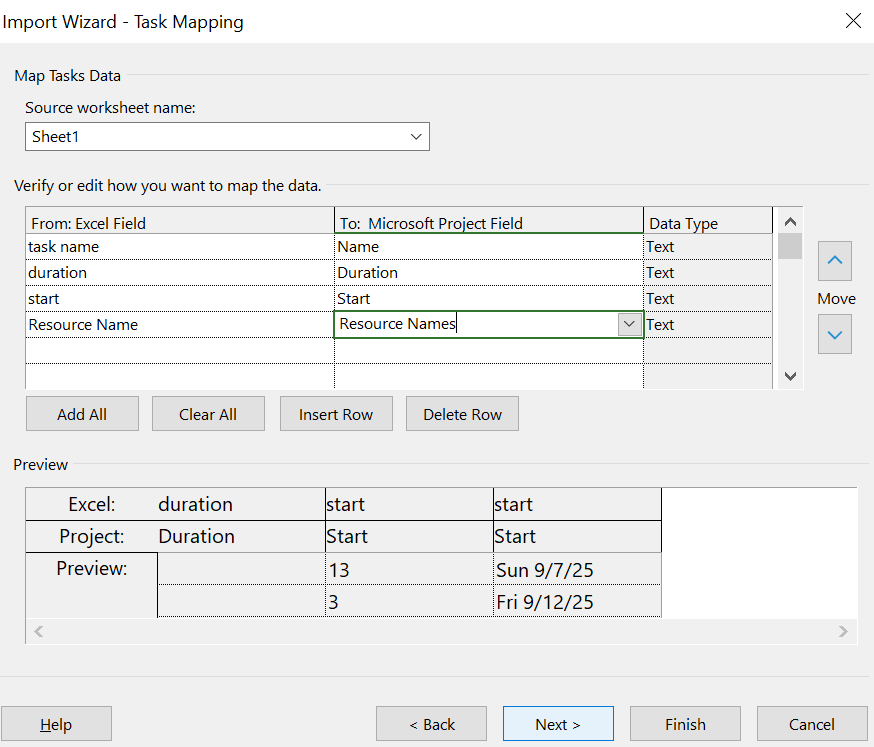 Import Wizard - Task Mapping
Map Tasks Data
Source worksheet name:
Sheet1
Verify or edit how you want to map the data.
From: Excel Field To: Microsoft Project Field Data Type
task name Name Text
duration Duration Text
start Start Text
Resource Name Resource Names Text
Move
Add All Clear All Insert Row Delete Row
Preview
Excel: duration start start
Project: Duration Start Start
Preview: 13 Sun 9/7/25
3 Fri 9/12/25
Help < Back Next > Finish Cancel